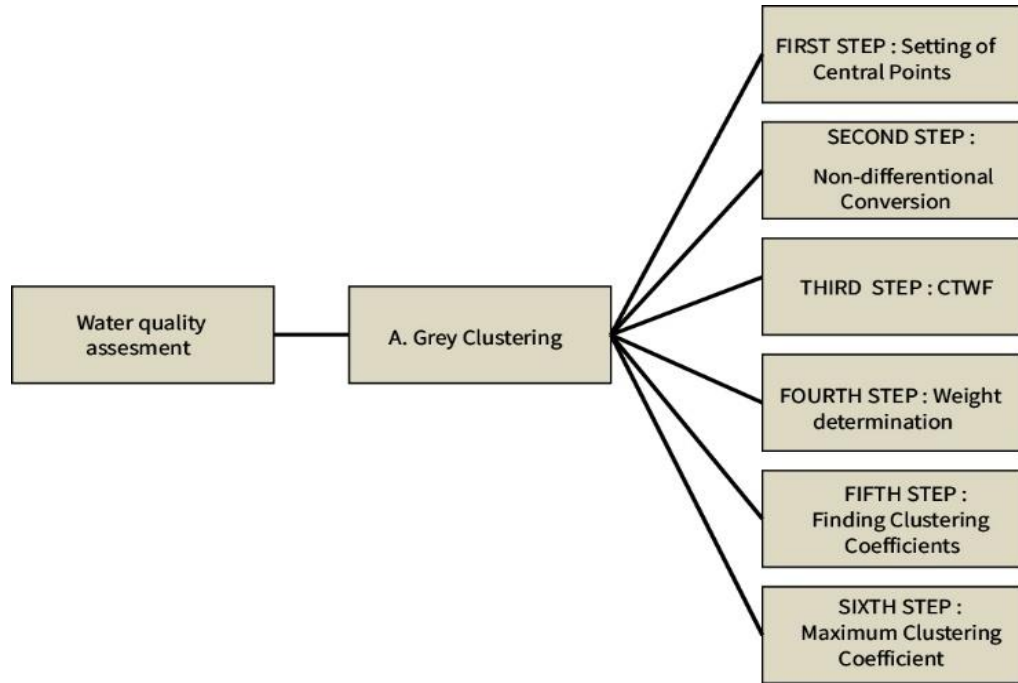 Water quality
assesment
A. Grey Clustering
FIRST STEP : Setting of
Central Points
SECOND STEP :
Non-differentional
Conversion
THIRD STEP : CTWF
FOURTH STEP : Weight
determination
FIFTH STEP :
Finding Clustering
Coefficients
SIXTH STEP :
Maximum Clustering
Coefficient